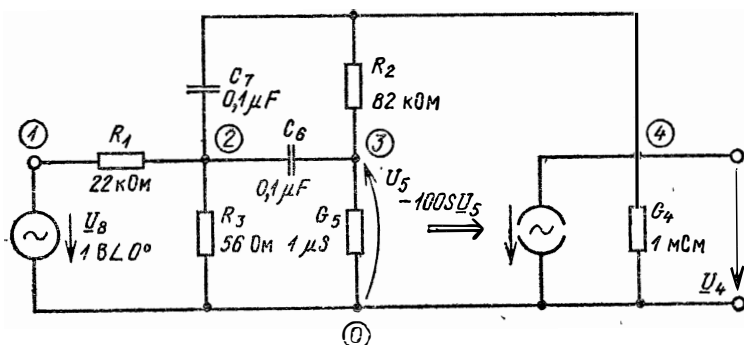 C7
0,1μF
R2
82 кОм
①
R1
22 кОм
②
C6
0,1μF
③
④
U8
1 В∠0°
R3
56 Ом
G5
1 μS
U5
-100SU5
G4
1 мСм
U4
⓪